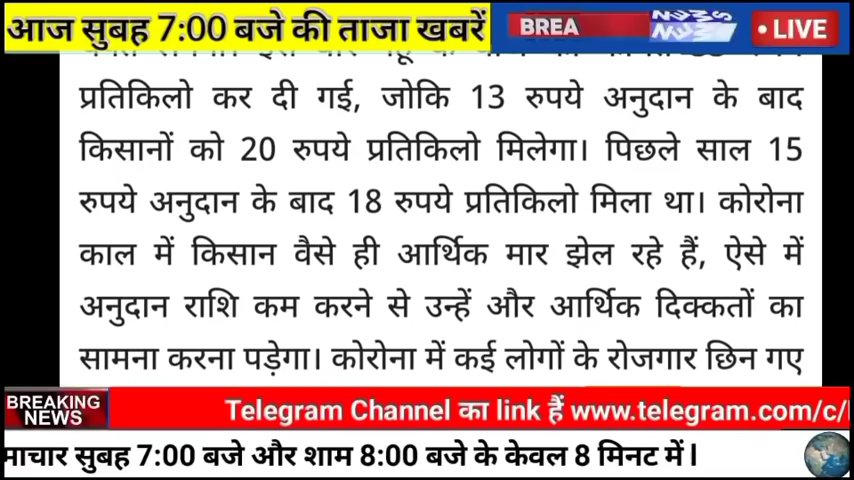 आज सुबह 7:00 बजे की ताजा खबरें
BREA
NEWS
• LIVE
प्रतिकिलो कर दी गई, जोकि 13 रुपये अनुदान के बाद
किसानों को 20 रुपये प्रतिकिलो मिलेगा। पिछले साल 15
रुपये अनुदान के बाद 18 रुपये प्रतिकिलो मिला था। कोरोना
काल में किसान वैसे ही आर्थिक मार झेल रहे हैं, ऐसे में
अनुदान राशि कम करने से उन्हें और आर्थिक दिक्कतों का
सामना करना पड़ेगा। कोरोना में कई लोगों के रोजगार छिन गए
BREAKING
NEWS
Telegram Channel का link हैं www.telegram.com/c/
माचार सुबह 7:00 बजे और शाम 8:00 बजे के केवल 8 मिनट में l